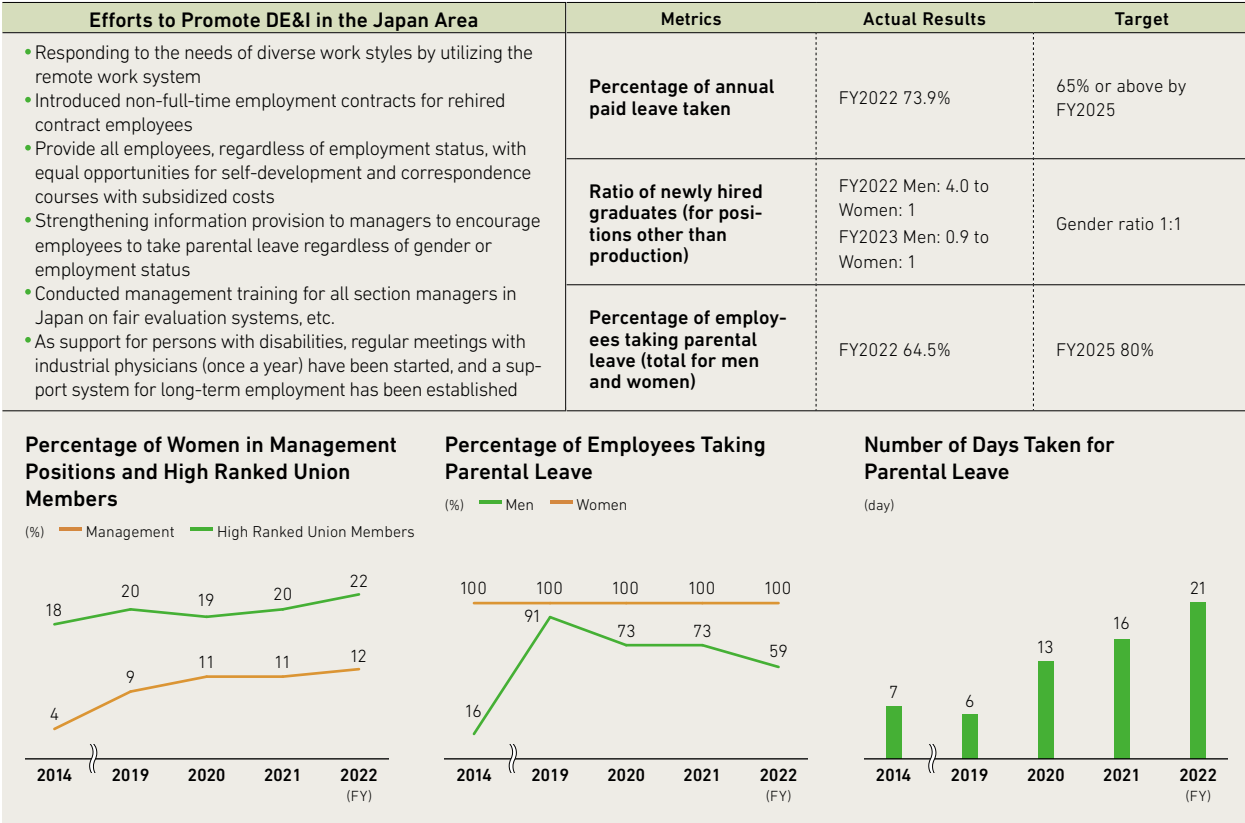 Efforts to Promote DE&I in the Japan Area
• Responding to the needs of diverse work styles by utilizing the
remote work system
• Introduced non-full-time employment contracts for rehired
contract employees
• Provide all employees, regardless of employment status, with
equal opportunities for self-development and correspondence
courses with subsidized costs
• Strengthening information provision to managers to encourage
employees to take parental leave regardless of gender or
employment status
• Conducted management training for all section managers in
Japan on fair evaluation systems, etc.
• As support for persons with disabilities, regular meetings with
industrial physicians (once a year) have been started, and a sup-
port system for long-term employment has been established
Metrics Actual Results Target
Percentage of annual
paid leave taken
FY2022 73.9%
65% or above by
FY2025
Ratio of newly hired
graduates (for posi-
tions other than
production)
FY2022 Men: 4.0 to
Women: 1
FY2023 Men: 0.9 to
Women: 1
Gender ratio 1:1
Percentage of employ-
ees taking parental
leave (total for men
and women)
FY2022 64.5%
FY2025 80%
Percentage of Women in Management
Positions and High Ranked Union
Members
(%) Management High Ranked Union Members
18 20 19 20 22
4 9 11 11 12
2014 2019 2020 2021 2022
(FY)
Percentage of Employees Taking
Parental Leave
(%) Men Women
100 100 100 100 100
16 91 73 73 59
2014 2019 2020 2021 2022
(FY)
Number of Days Taken for
Parental Leave
(day)
7 6 13 16 21
2014 2019 2020 2021 2022
(FY)